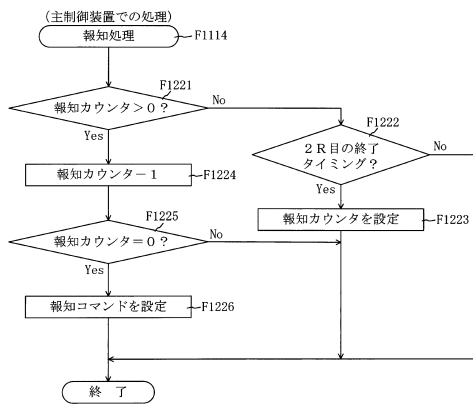 (主制御装置での処理)
報知処理
F1114
F1221
報知カウンタ>0?
No
Yes
F1222
2R目の終了
タイミング?
No
Yes
報知カウンタ-1
F1224
報知カウンタを設定
F1223
F1225
報知カウンタ=0?
No
Yes
報知コマンドを設定
F1226
終 了